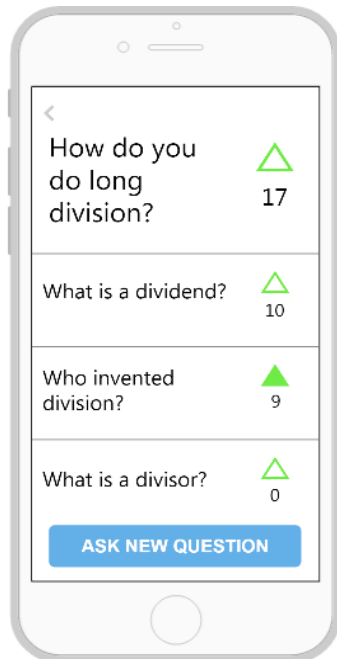 How do you
do long
division?
17
What is a dividend?
10
Who invented
division?
9
What is a divisor?
0
ASK NEW QUESTION